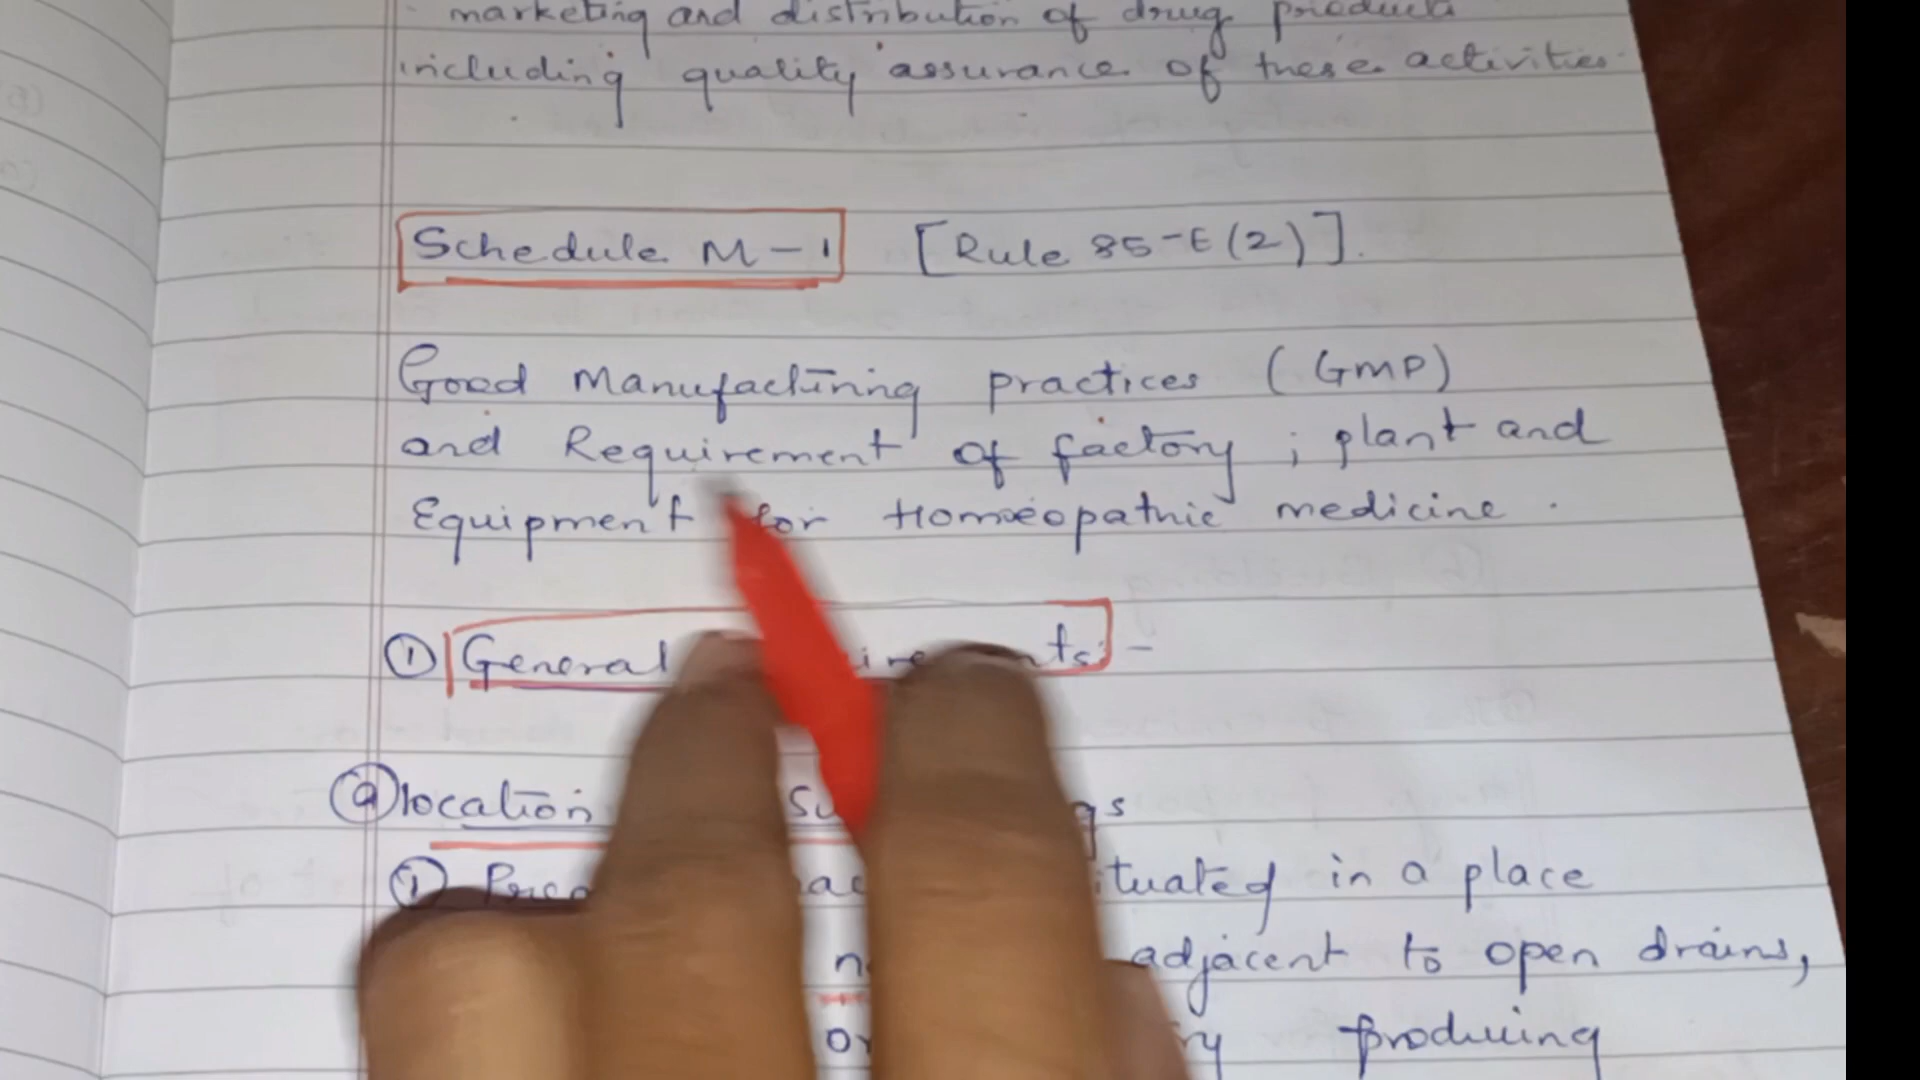 marketing and distribution of drug products
including quality assurance of these activities.
Schedule M-1 [Rule 85-E(2)].
Good Manufacturing practices (GMP)
and Requirement of factory ; plant and
Equipment for Homoeopathic medicine.
① General :-
ⓐ location
① situated in a place
adjacent to open drains,
producing